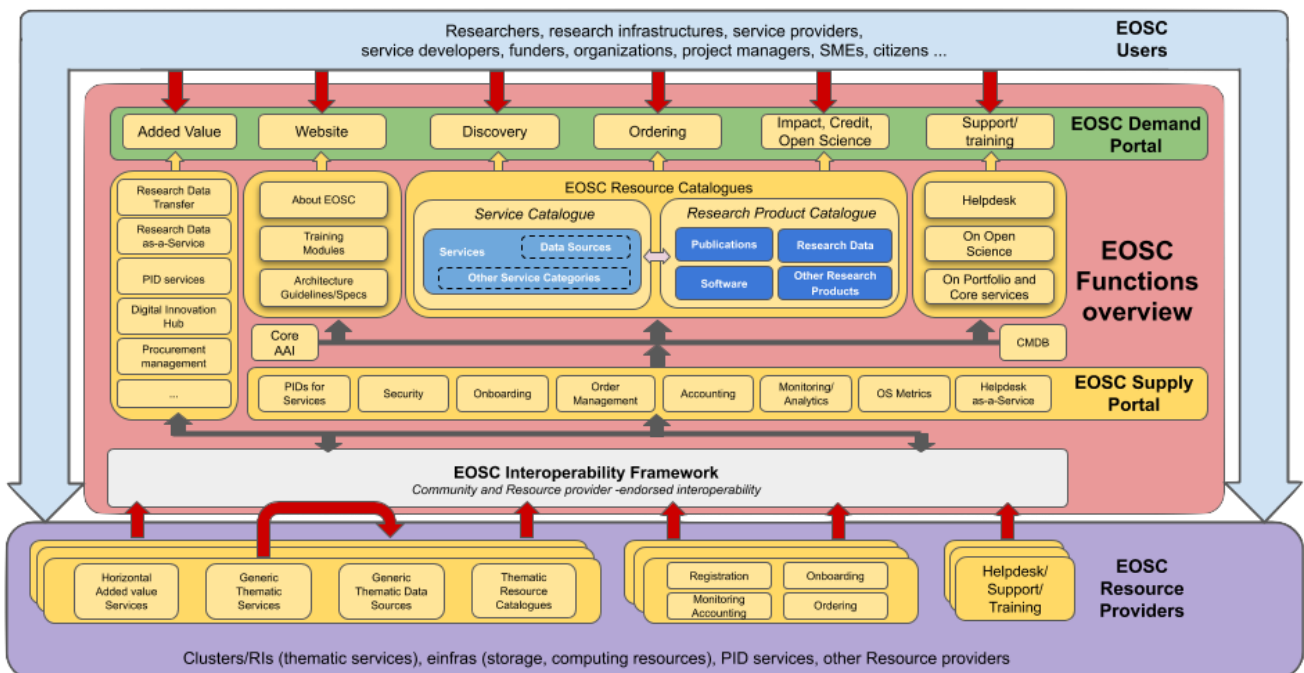 Researchers, research infrastructures, service providers,
service developers, funders, organizations, project managers, SMEs, citizens ...
EOSC
Users
Added Value
Website
Discovery
Ordering
Impact, Credit,
Open Science
Support/
training
EOSC Demand
Portal
Research Data
Transfer
Research Data
as-a-Service
PID services
Digital Innovation
Hub
Procurement
management
...
About EOSC
Training
Modules
Architecture
Guidelines/Specs
EOSC Resource Catalogues
Service Catalogue
Services
Data Sources
Other Service Categories
Research Product Catalogue
Publications
Research Data
Software
Other Research
Products
Helpdesk
On Open
Science
On Portfolio and
Core services
EOSC
Functions
overview
Core
AAI
CMDB
PIDs for
Services
Security
Onboarding
Order
Management
Accounting
Monitoring/
Analytics
OS Metrics
Helpdesk
as-a-Service
EOSC Supply
Portal
EOSC Interoperability Framework
Community and Resource provider -endorsed interoperability
Horizontal
Added value
Services
Generic
Thematic
Services
Generic
Thematic Data
Sources
Thematic
Resource
Catalogues
Registration
Onboarding
Monitoring
Accounting
Ordering
Helpdesk/
Support/
Training
EOSC
Resource
Providers
Clusters/RIs (thematic services), einfras (storage, computing resources), PID services, other Resource providers